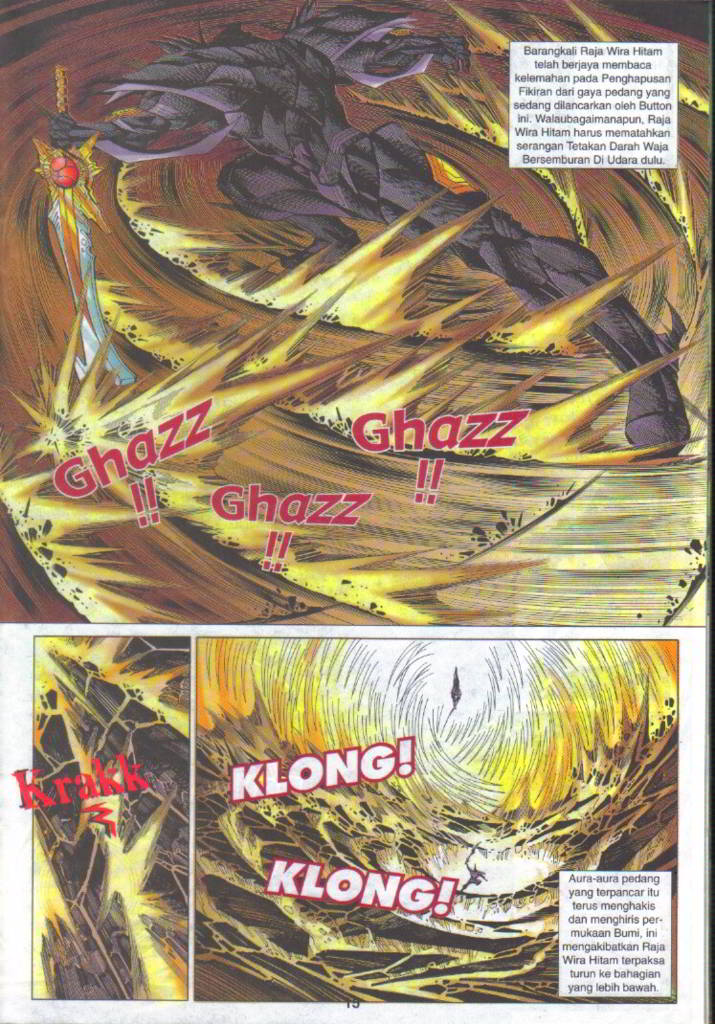 Barangkali Raja Wira Hitam
telah berjaya membaca
kelemahan pada Penghapusan
Fikiran dari gaya pedang yang
sedang dilancarkan oleh Button
ini. Walaubagaimanapun, Raja
Wira Hitam harus mematahkan
serangan Tetakan Darah Waja
Bersemburan Di Udara dulu.
Ghazz
!!
Ghazz
!!
Ghazz
!!
Krakk
KLONG!
KLONG!
Aura-aura pedang
yang terpancar itu
terus menghakis
dan menghiris per-
mukaan Bumi, ini
mengakibatkan Raja
Wira Hitam terpaksa
turun ke bahagian
yang lebih bawah.
15